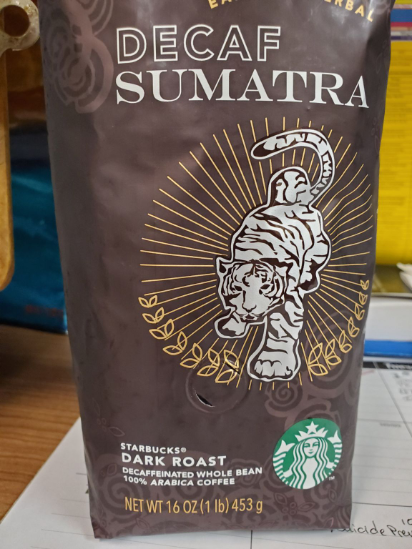 DECAF
SUMATRA
STARBUCKS®
DARK ROAST
DECAFFEINATED WHOLE BEAN
100% ARABICA COFFEE
NET WT 16 OZ (1 lb) 453 g